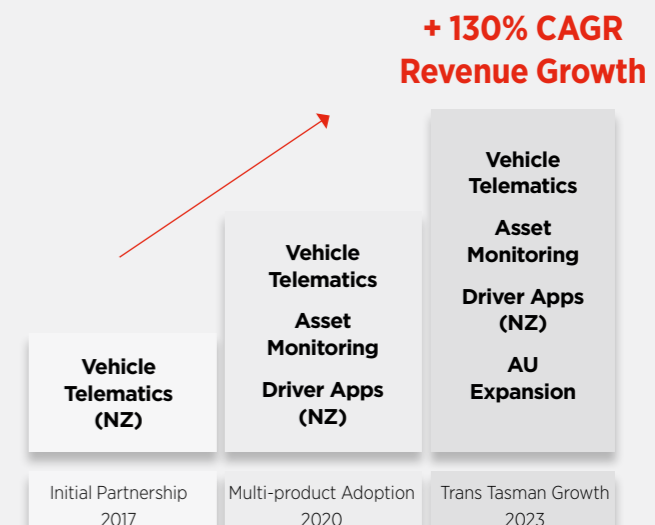 + 130% CAGR
Revenue Growth
Vehicle
Telematics
(NZ)
Vehicle
Telematics
Asset
Monitoring
Driver Apps
(NZ)
Vehicle
Telematics
Asset
Monitoring
Driver Apps
(NZ)
AU
Expansion
Initial Partnership
2017
Multi-product Adoption
2020
Trans Tasman Growth
2023